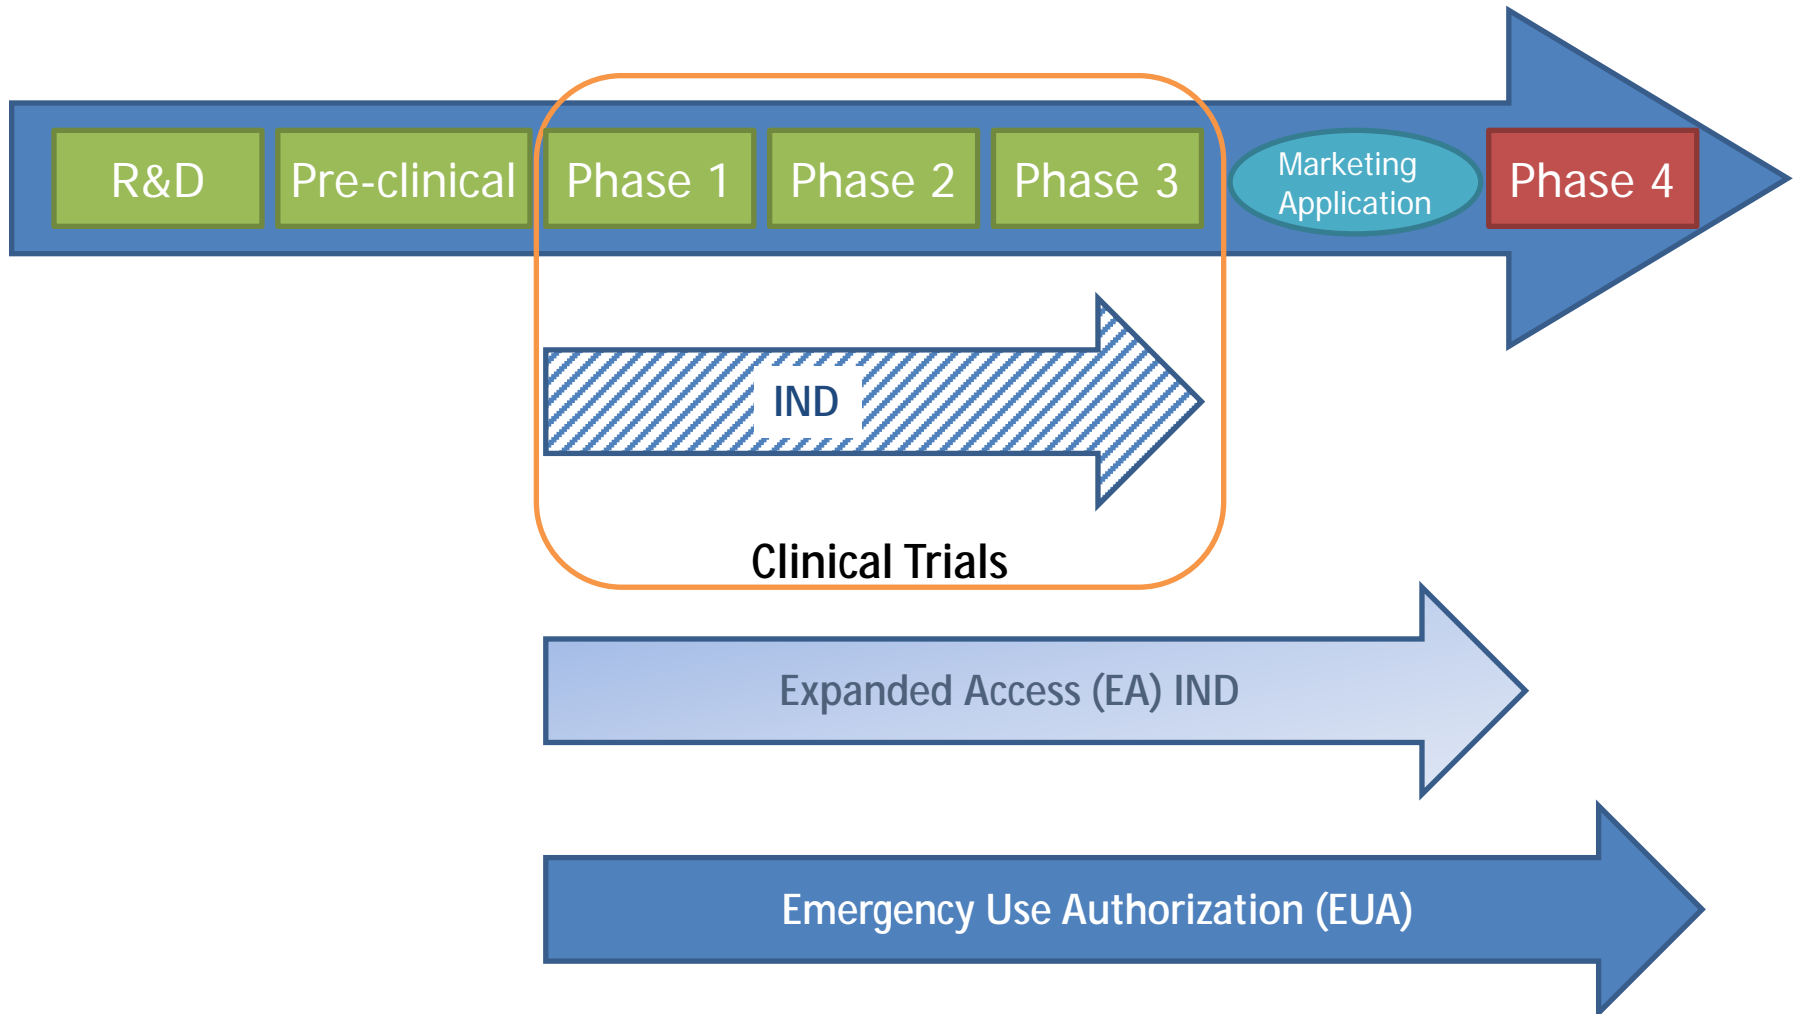 R&D
Pre-clinical
Phase 1
Phase 2
Phase 3
Marketing
Application
Phase 4
IND
Clinical Trials
Expanded Access (EA) IND
Emergency Use Authorization (EUA)